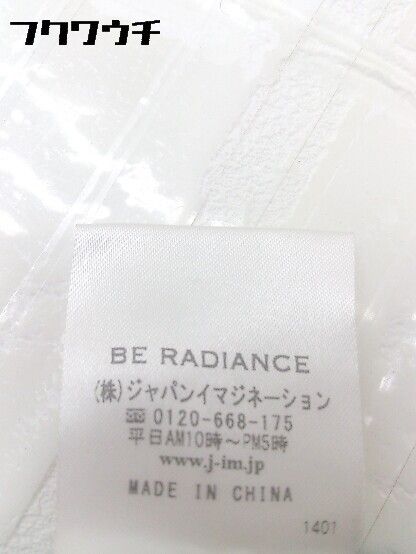 フクワウチ
BE RADIANCE
(株)ジャパンイマジネーション
0120-668-175
平日AM10時～PM5時
www.j-im.jp
MADE IN CHINA
1401